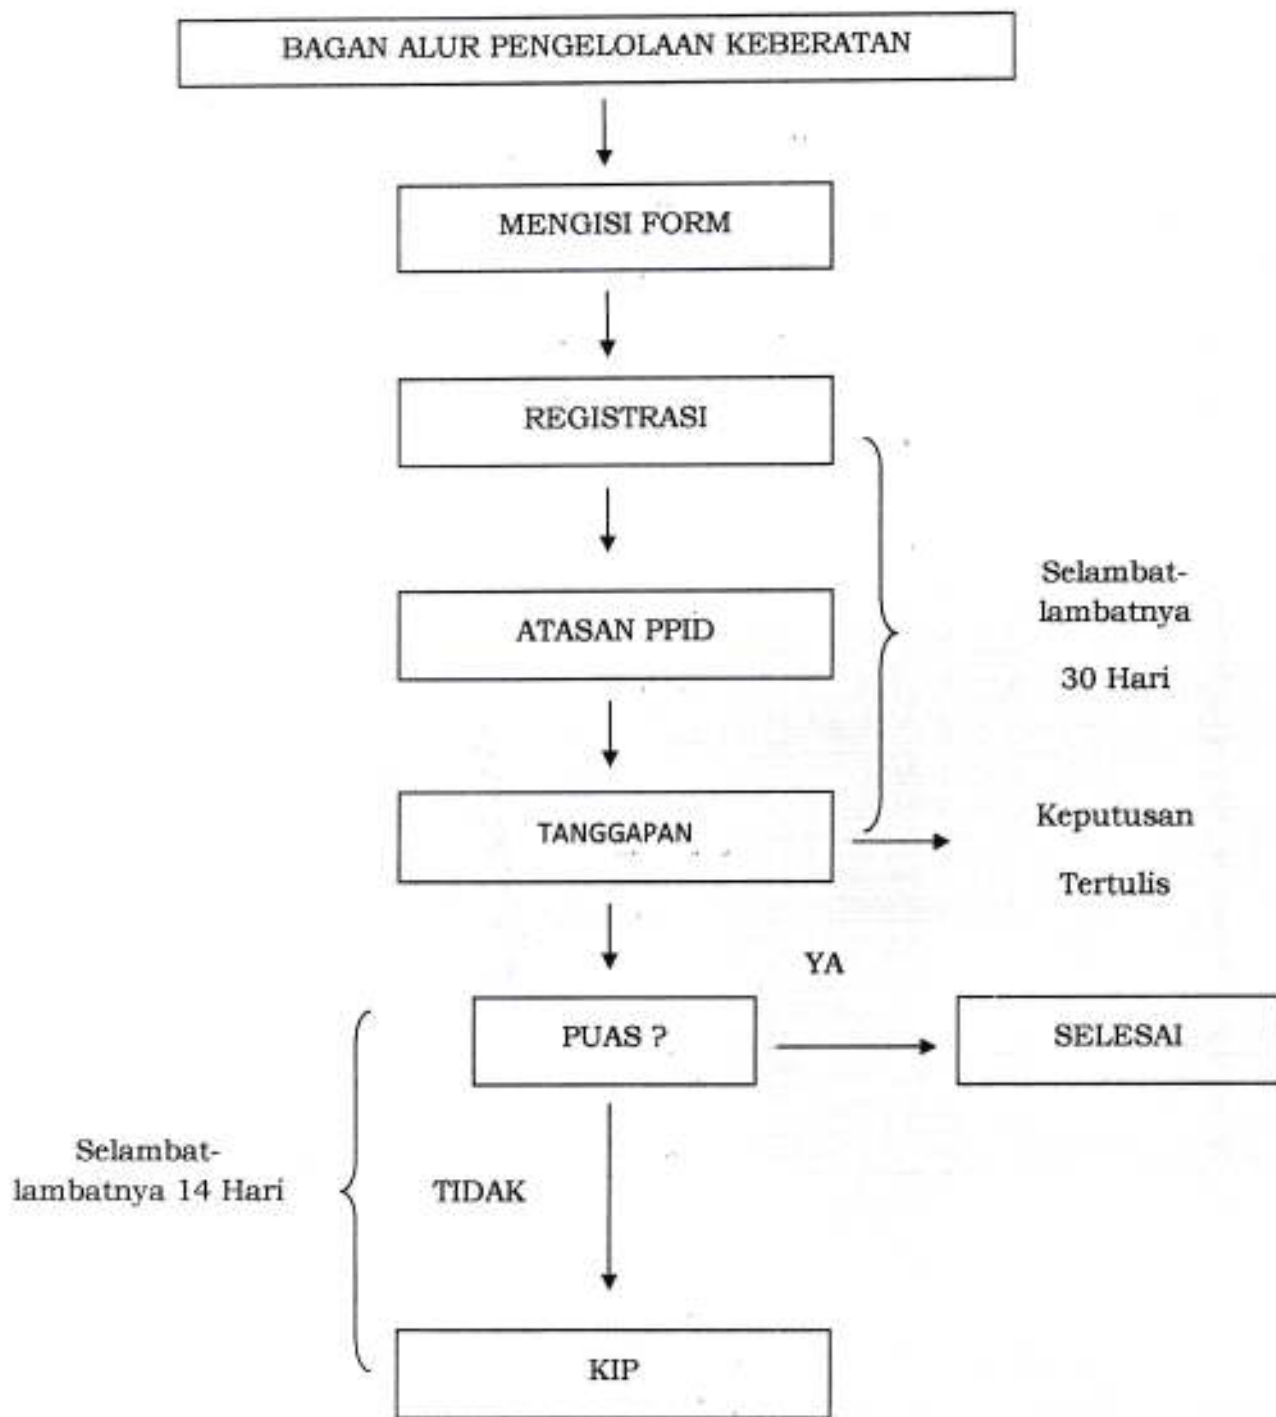 BAGAN ALUR PENGELOLAAN KEBERATAN
MENGISI FORM
REGISTRASI
Selambat-
lambatnya
30 Hari
ATASAN PPID
TANGGAPAN
Keputusan
Tertulis
YA
PUAS ?
SELESAI
Selambat-
lambatnya 14 Hari
TIDAK
KIP